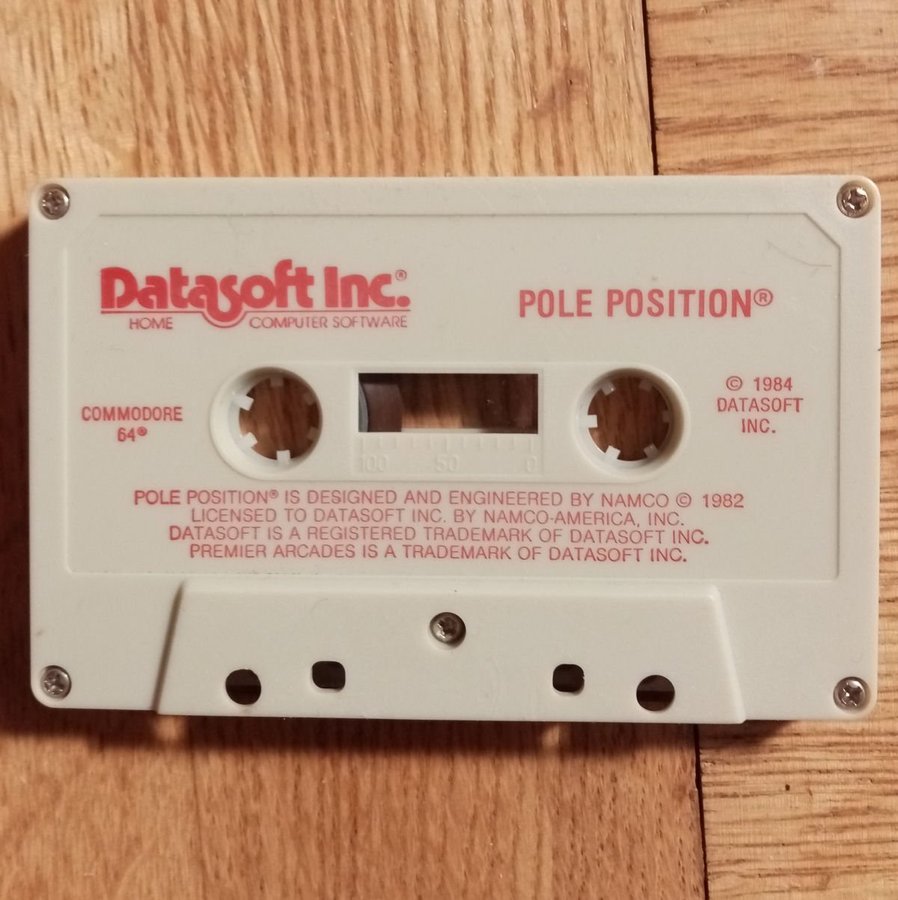 Datasoft Inc.®
HOME COMPUTER SOFTWARE
POLE POSITION®
COMMODORE
64®
© 1984
DATASOFT
INC.
100 50 0
POLE POSITION® IS DESIGNED AND ENGINEERED BY NAMCO © 1982
LICENSED TO DATASOFT INC. BY NAMCO-AMERICA, INC.
DATASOFT IS A REGISTERED TRADEMARK OF DATASOFT INC.
PREMIER ARCADES IS A TRADEMARK OF DATASOFT INC.